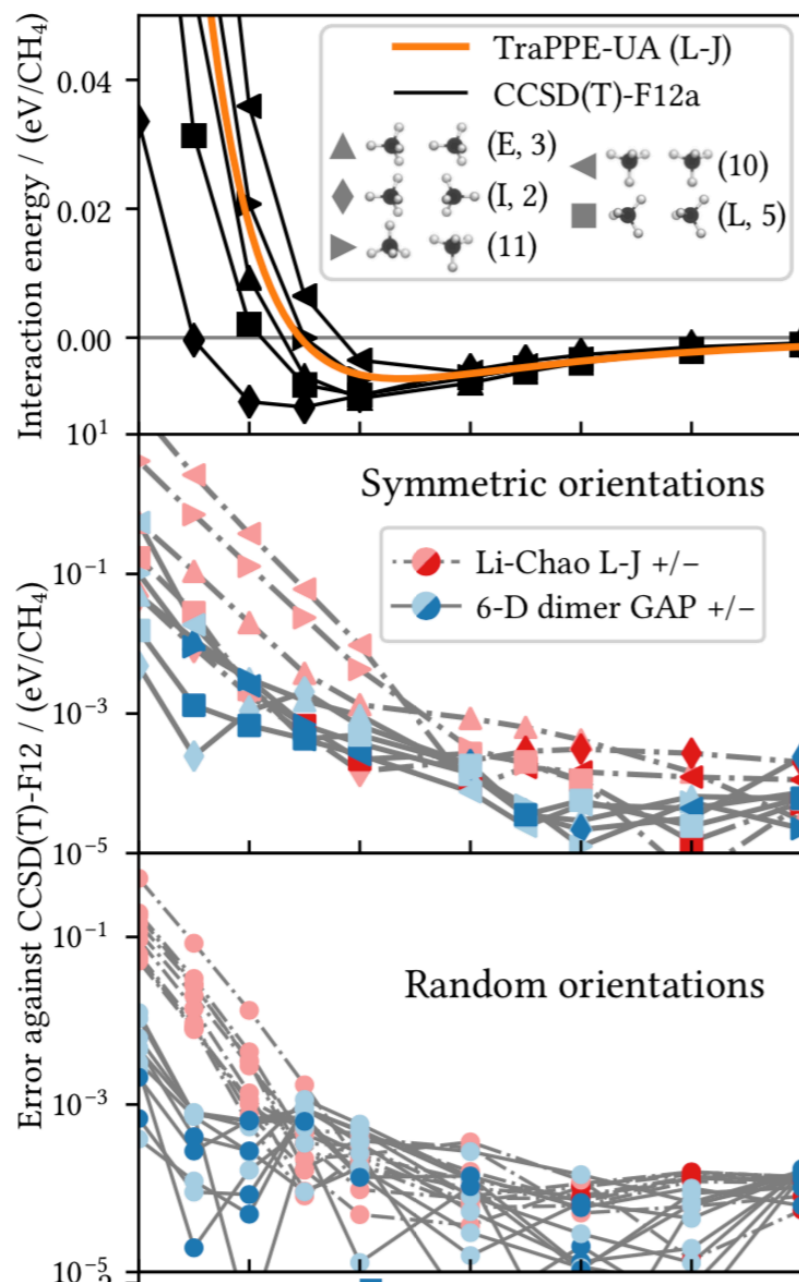 Interaction energy / (eV/CH₄)
0.04
0.02
0.00
TraPPE-UA (L-J)
CCSD(T)-F12a
(E, 3)
(10)
(I, 2)
(L, 5)
(11)
Error against CCSD(T)-F12 / (eV/CH₄)
10¹
10⁻¹
10⁻³
10⁻⁵
Symmetric orientations
Li-Chao L-J +/−
6-D dimer GAP +/−
10⁻¹
10⁻³
10⁻⁵
Random orientations